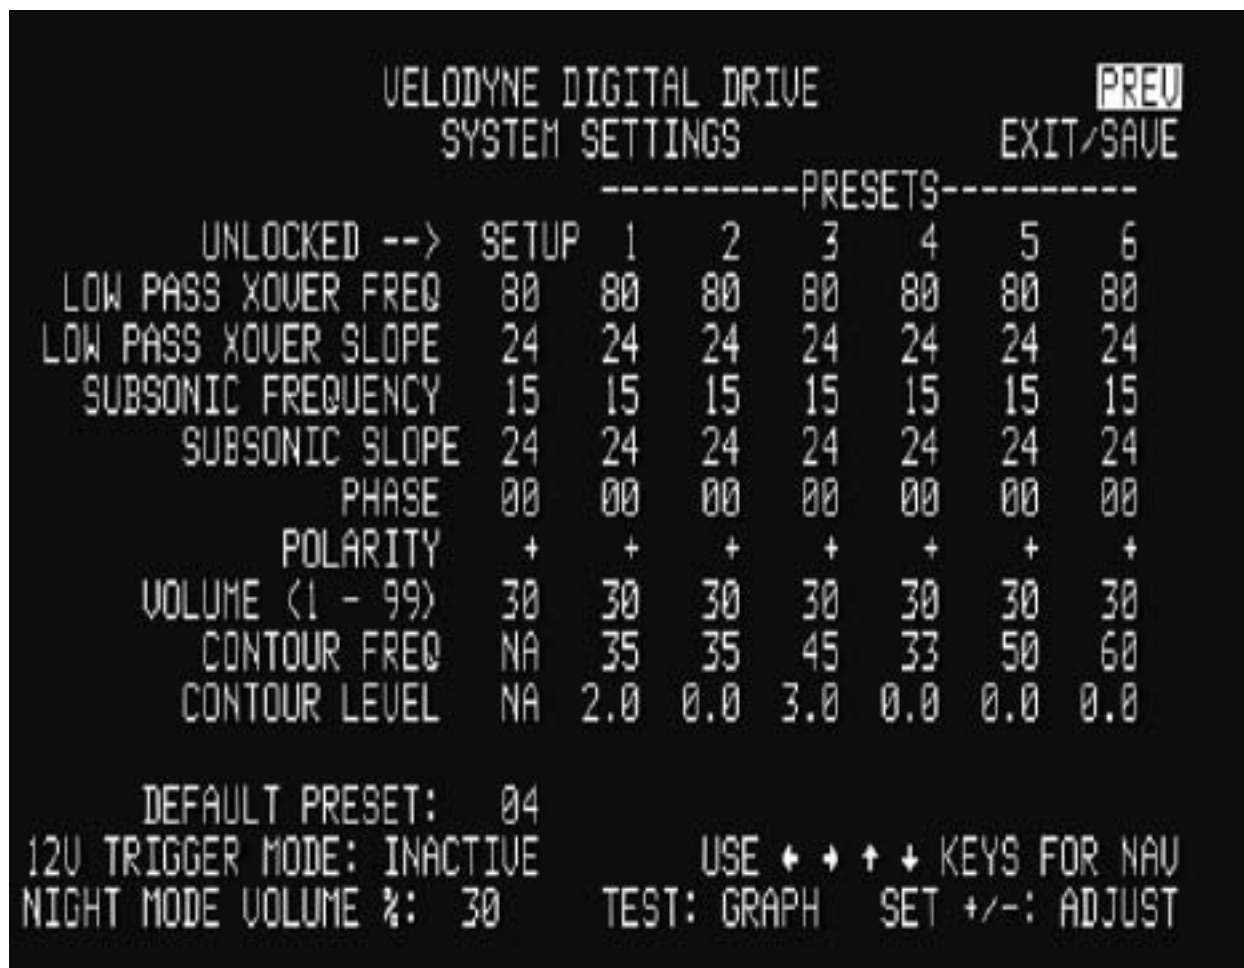 VELODYNE DIGITAL DRIVE PREV
SYSTEM SETTINGS EXIT/SAVE
----------PRESETS----------
UNLOCKED --> SETUP 1 2 3 4 5 6
LOW PASS XOVER FREQ 80 80 80 80 80 80 80
LOW PASS XOVER SLOPE 24 24 24 24 24 24 24
SUBSONIC FREQUENCY 15 15 15 15 15 15 15
SUBSONIC SLOPE 24 24 24 24 24 24 24
PHASE 00 00 00 00 00 00 00
POLARITY + + + + + + +
VOLUME (1 - 99) 30 30 30 30 30 30 30
CONTOUR FREQ NA 35 35 45 33 50 60
CONTOUR LEVEL NA 2.0 0.0 3.0 0.0 0.0 0.0
DEFAULT PRESET: 04
12V TRIGGER MODE: INACTIVE USE ← → ↑ ↓ KEYS FOR NAV
NIGHT MODE VOLUME %: 30 TEST: GRAPH SET +/-: ADJUST